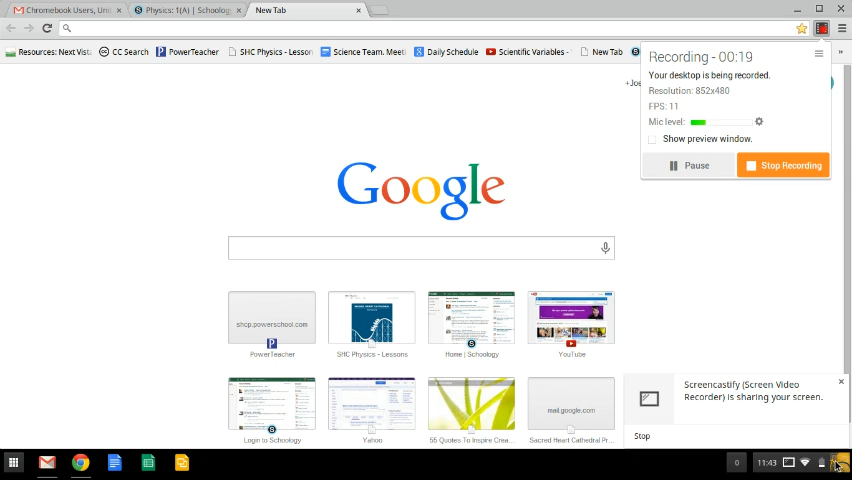 Chromebook Users, Uni
Physics: 1(A) | Schoolog
New Tab
Resources: Next Vista
CC Search
PowerTeacher
SHC Physics - Lesson
Science Team. Meeti
Daily Schedule
Scientific Variables -
New Tab
»
+Joe
Recording - 00:19
Your desktop is being recorded.
Resolution: 852x480
FPS: 11
Mic level:
Show preview window.
Pause
Stop Recording
Google
shcp.powerschool.com
PowerTeacher
SHC Physics - Lessons
Home | Schoology
YouTube
mail.google.com
Login to Schoology
Yahoo
55 Quotes To Inspire Crea...
Sacred Heart Cathedral Pr...
Screencastify (Screen Video
Recorder) is sharing your screen.
Stop
0
11:43